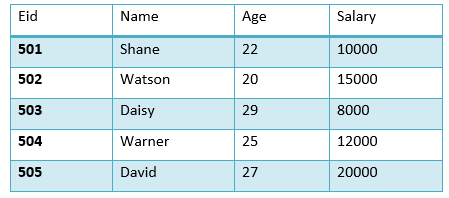 Eid Name Age Salary
501 Shane 22 10000
502 Watson 20 15000
503 Daisy 29 8000
504 Warner 25 12000
505 David 27 20000